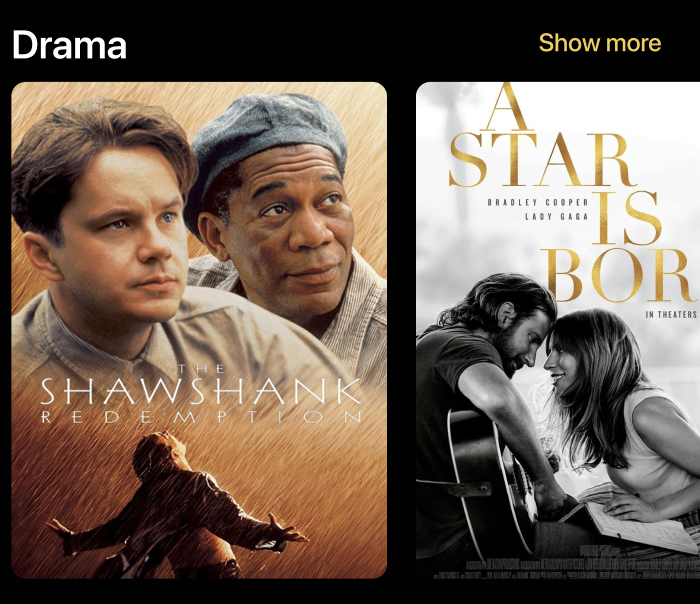 Drama
Show more
THE
SHAWSHANK
REDEMPTION
A
STAR
BRADLEY COOPER
LADY GAGA
IS
BOR
IN THEATERS